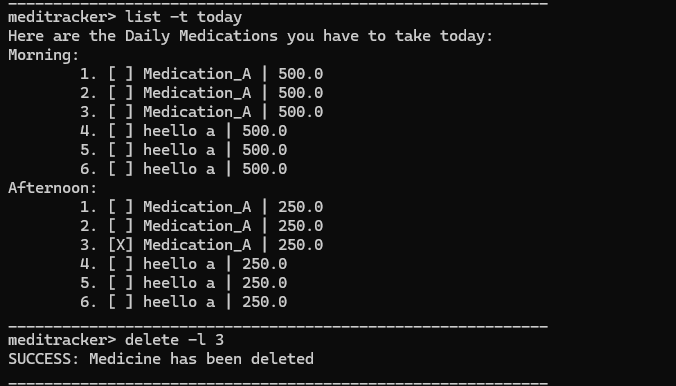 ____________________________________________________________
meditracker> list -t today
Here are the Daily Medications you have to take today:
Morning:
        1. [ ] Medication_A | 500.0
        2. [ ] Medication_A | 500.0
        3. [ ] Medication_A | 500.0
        4. [ ] heello a | 500.0
        5. [ ] heello a | 500.0
        6. [ ] heello a | 500.0
Afternoon:
        1. [ ] Medication_A | 250.0
        2. [ ] Medication_A | 250.0
        3. [X] Medication_A | 250.0
        4. [ ] heello a | 250.0
        5. [ ] heello a | 250.0
        6. [ ] heello a | 250.0
____________________________________________________________
meditracker> delete -l 3
SUCCESS: Medicine has been deleted
____________________________________________________________